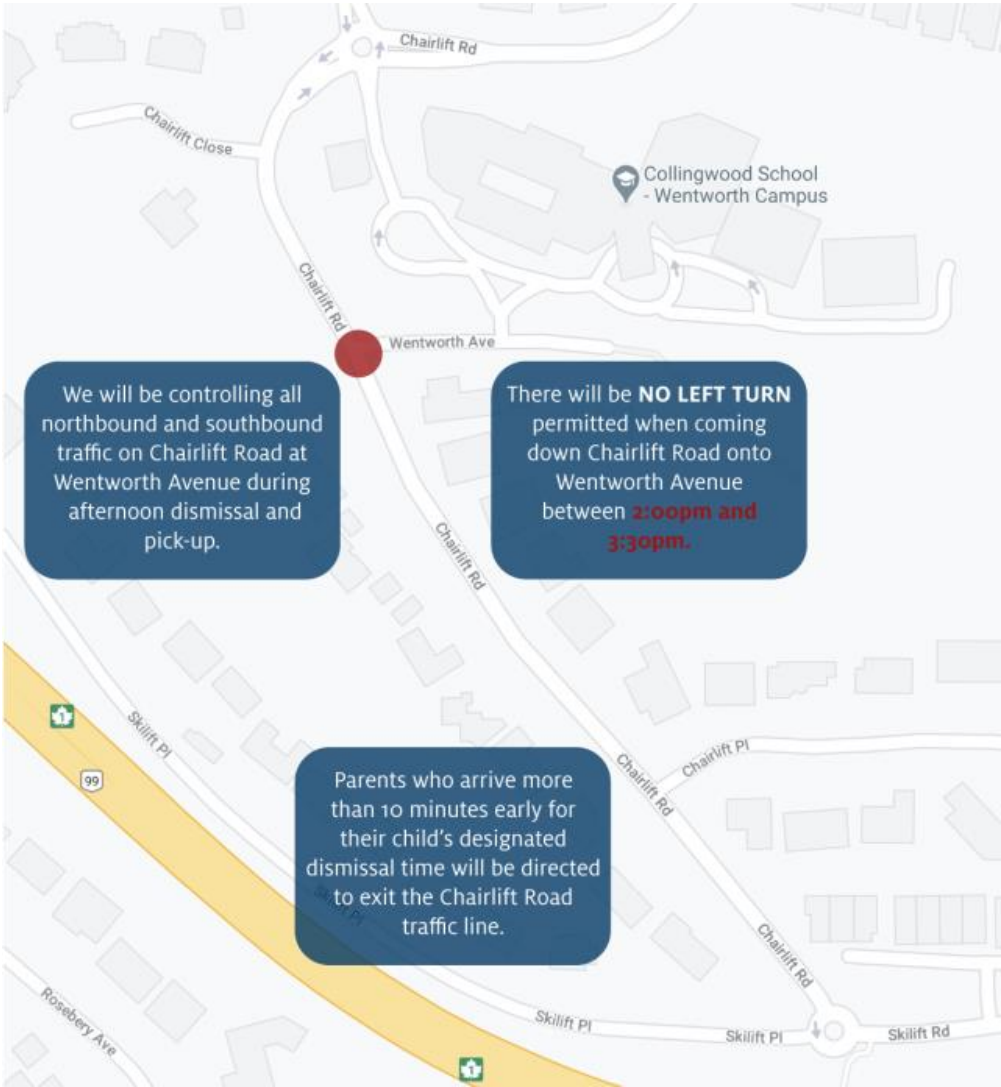 Chairlift Rd
Chairlift Close
Collingwood School
- Wentworth Campus
Chairlift Rd
Wentworth Ave
We will be controlling all
northbound and southbound
traffic on Chairlift Road at
Wentworth Avenue during
afternoon dismissal and
pick-up.
There will be NO LEFT TURN
permitted when coming
down Chairlift Road onto
Wentworth Avenue
between 2:00pm and
3:30pm.
Chairlift Rd
1
Skilift Pl
99
Chairlift Rd
Chairlift Pl
Parents who arrive more
than 10 minutes early for
their child's designated
dismissal time will be directed
to exit the Chairlift Road
traffic line.
Skilift Pl
Chairlift Rd
Rosebery Ave
Skilift Pl
Skilift Pl
Skilift Rd
1